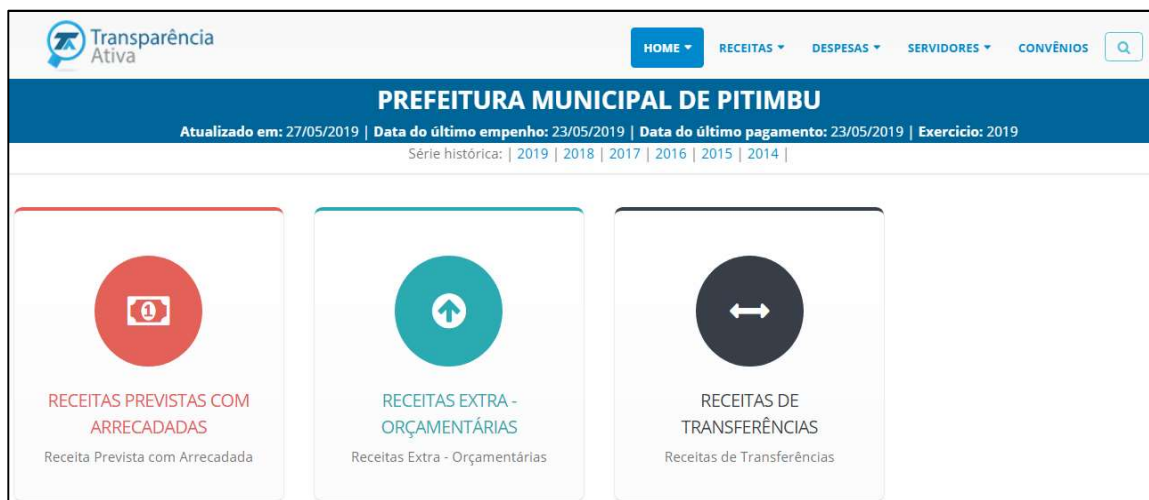 Transparência
Ativa
HOME RECEITAS DESPESAS SERVIDORES CONVÊNIOS
PREFEITURA MUNICIPAL DE PITIMBU
Atualizado em: 27/05/2019 | Data do último empenho: 23/05/2019 | Data do último pagamento: 23/05/2019 | Exercicio: 2019
Série histórica: | 2019 | 2018 | 2017 | 2016 | 2015 | 2014 |
1
RECEITAS PREVISTAS COM
ARRECADADAS
Receita Prevista com Arrecadada
RECEITAS EXTRA -
ORÇAMENTÁRIAS
Receitas Extra - Orçamentárias
RECEITAS DE
TRANSFERÊNCIAS
Receitas de Transferências